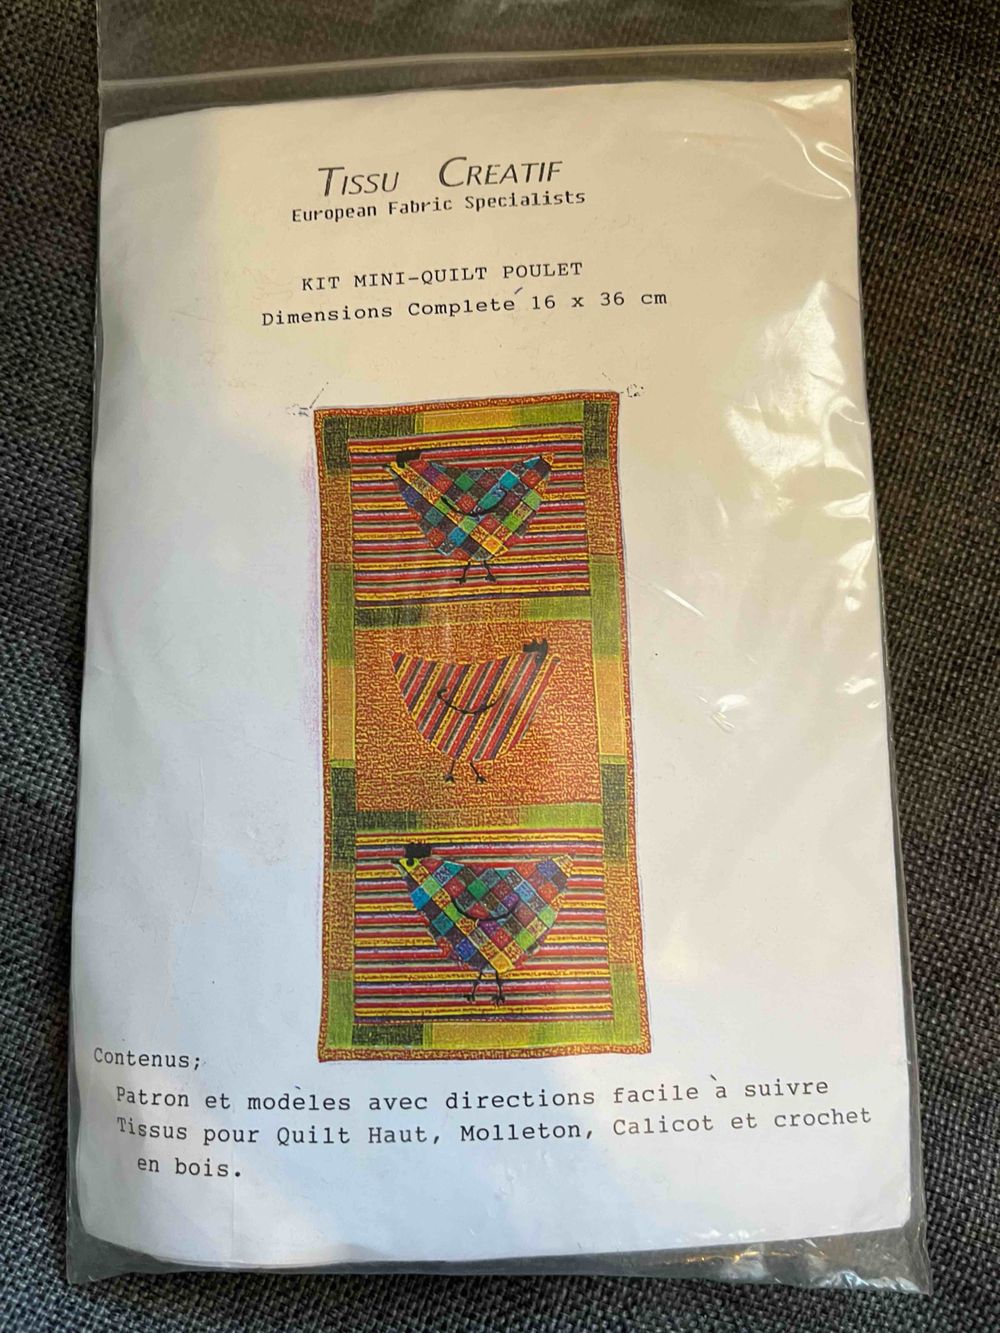 TISSU CREATIF
European Fabric Specialists
KIT MINI-QUILT POULET
Dimensions Completé 16 x 36 cm
Contenus;
Patron et modèles avec directions facile à suivre
Tissus pour Quilt Haut, Molleton, Calicot et crochet
en bois.